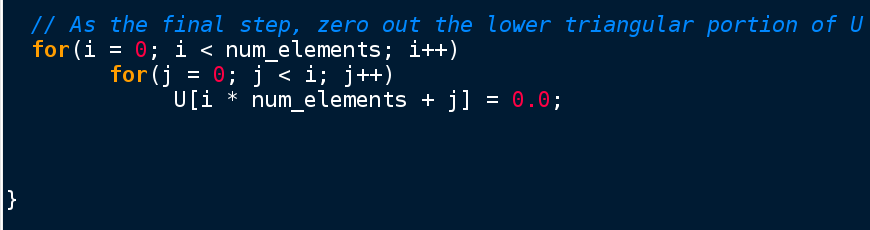 // As the final step, zero out the lower triangular portion of U
for(i = 0; i < num_elements; i++)
for(j = 0; j < i; j++)
U[i * num_elements + j] = 0.0;
}